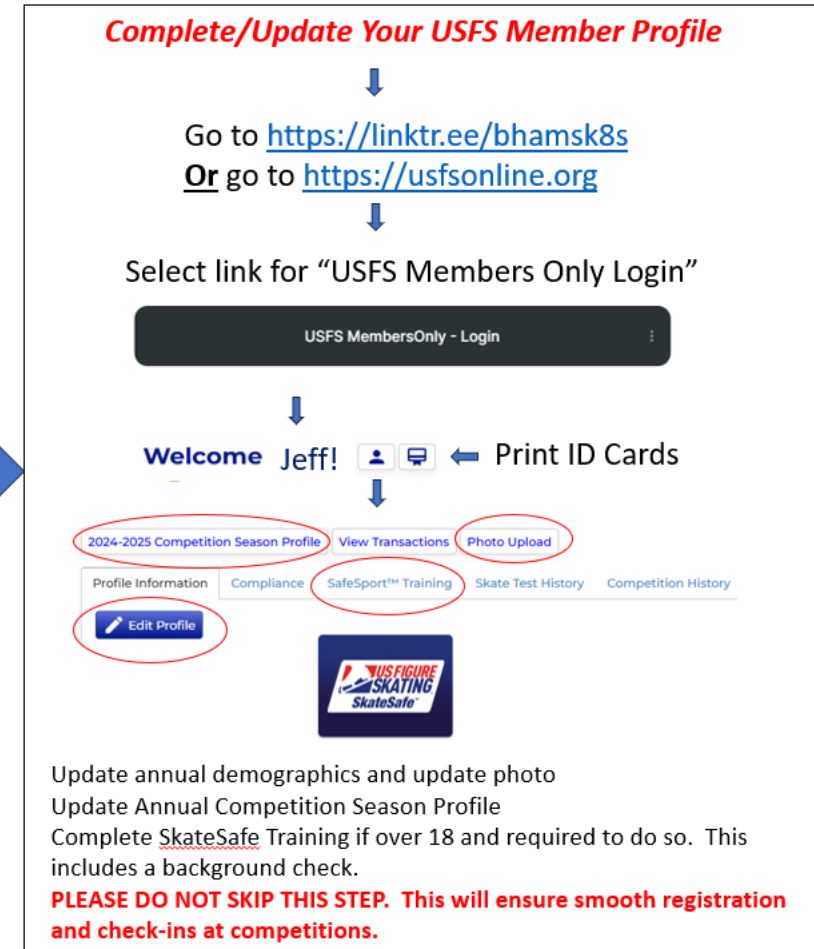 Complete/Update Your USFS Member Profile
Go to https://linktr.ee/bhamsk8s
Or go to https://usfsonline.org
Select link for “USFS Members Only Login”
USFS MembersOnly - Login
Welcome Jeff! Print ID Cards
2024-2025 Competition Season Profile View Transactions Photo Upload
Profile Information Compliance SafeSport™ Training Skate Test History Competition History
Edit Profile
US FIGURE
SKATING
SkateSafe™
Update annual demographics and update photo
Update Annual Competition Season Profile
Complete SkateSafe Training if over 18 and required to do so. This
includes a background check.
PLEASE DO NOT SKIP THIS STEP. This will ensure smooth registration
and check-ins at competitions.